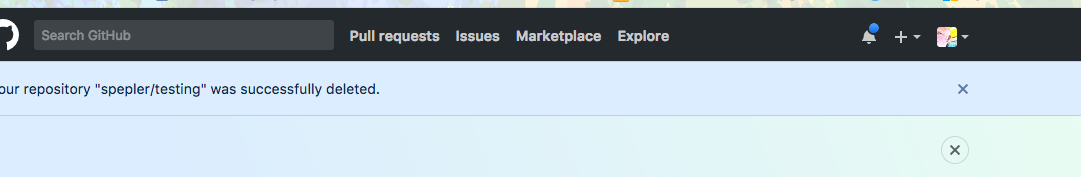 Search GitHub
Pull requests Issues Marketplace Explore
our repository "spepler/testing" was successfully deleted.